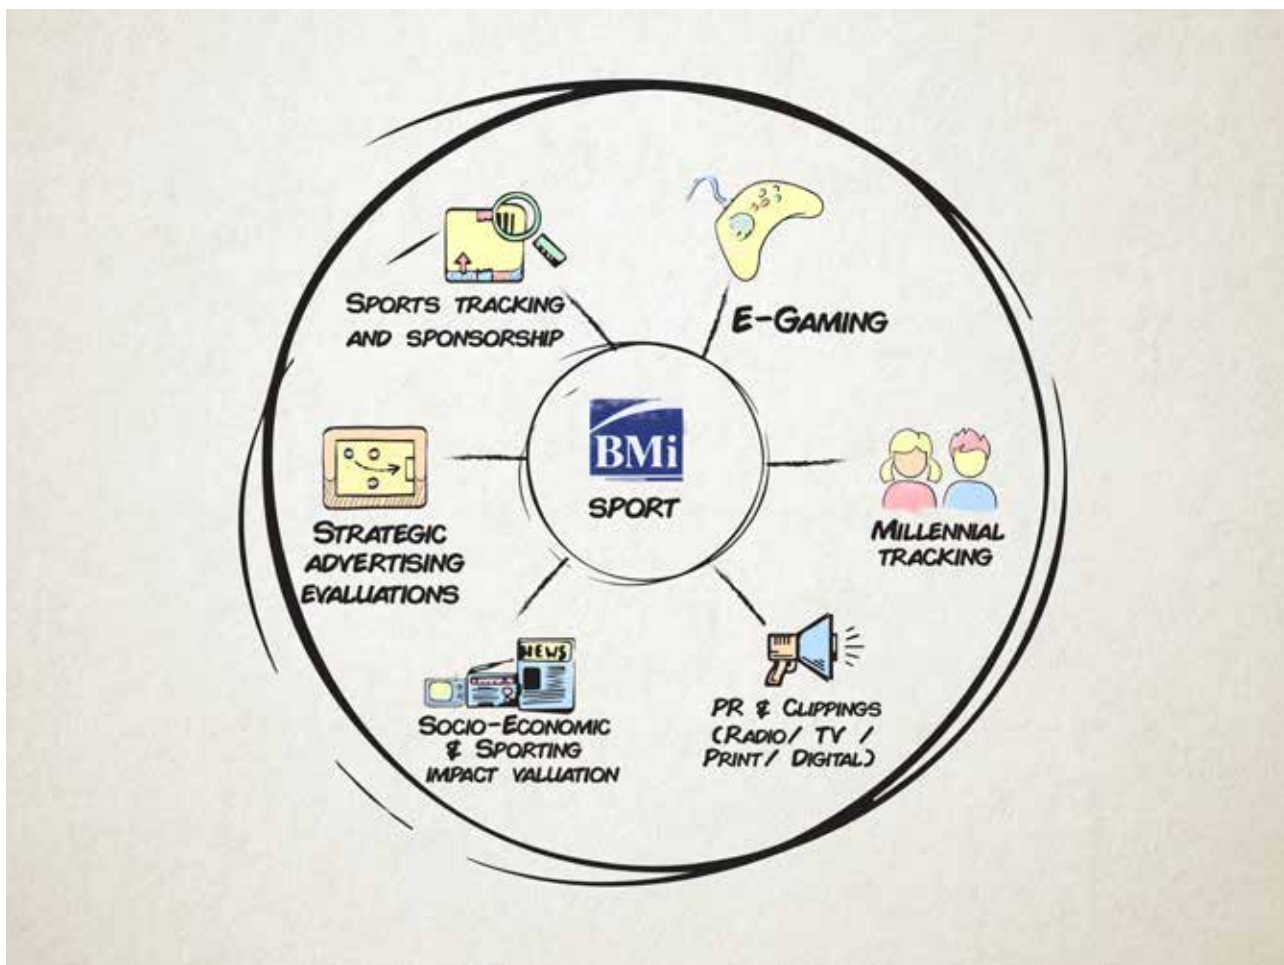 SPORTS TRACKING
AND SPONSORSHIP
E-GAMING
BMi
SPORT
STRATEGIC
ADVERTISING
EVALUATIONS
MILLENNIAL
TRACKING
NEWS
SOCIO-ECONOMIC
& SPORTING
IMPACT VALUATION
PR & CLIPPINGS
(RADIO/ TV /
PRINT/ DIGITAL)